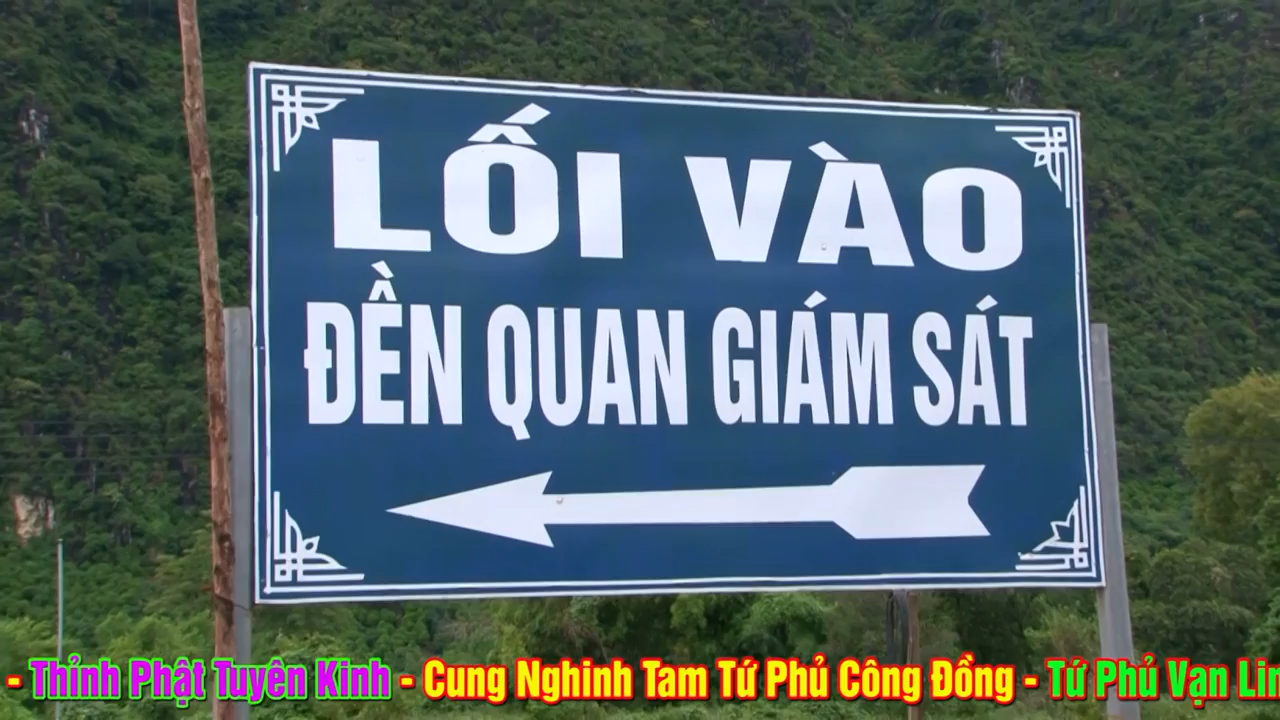 LỐI VÀO
ĐỀN QUAN GIÁM SÁT
- Thỉnh Phật Tuyên Kinh - Cung Nghinh Tam Tứ Phủ Công Đồng - Tứ Phủ Vạn